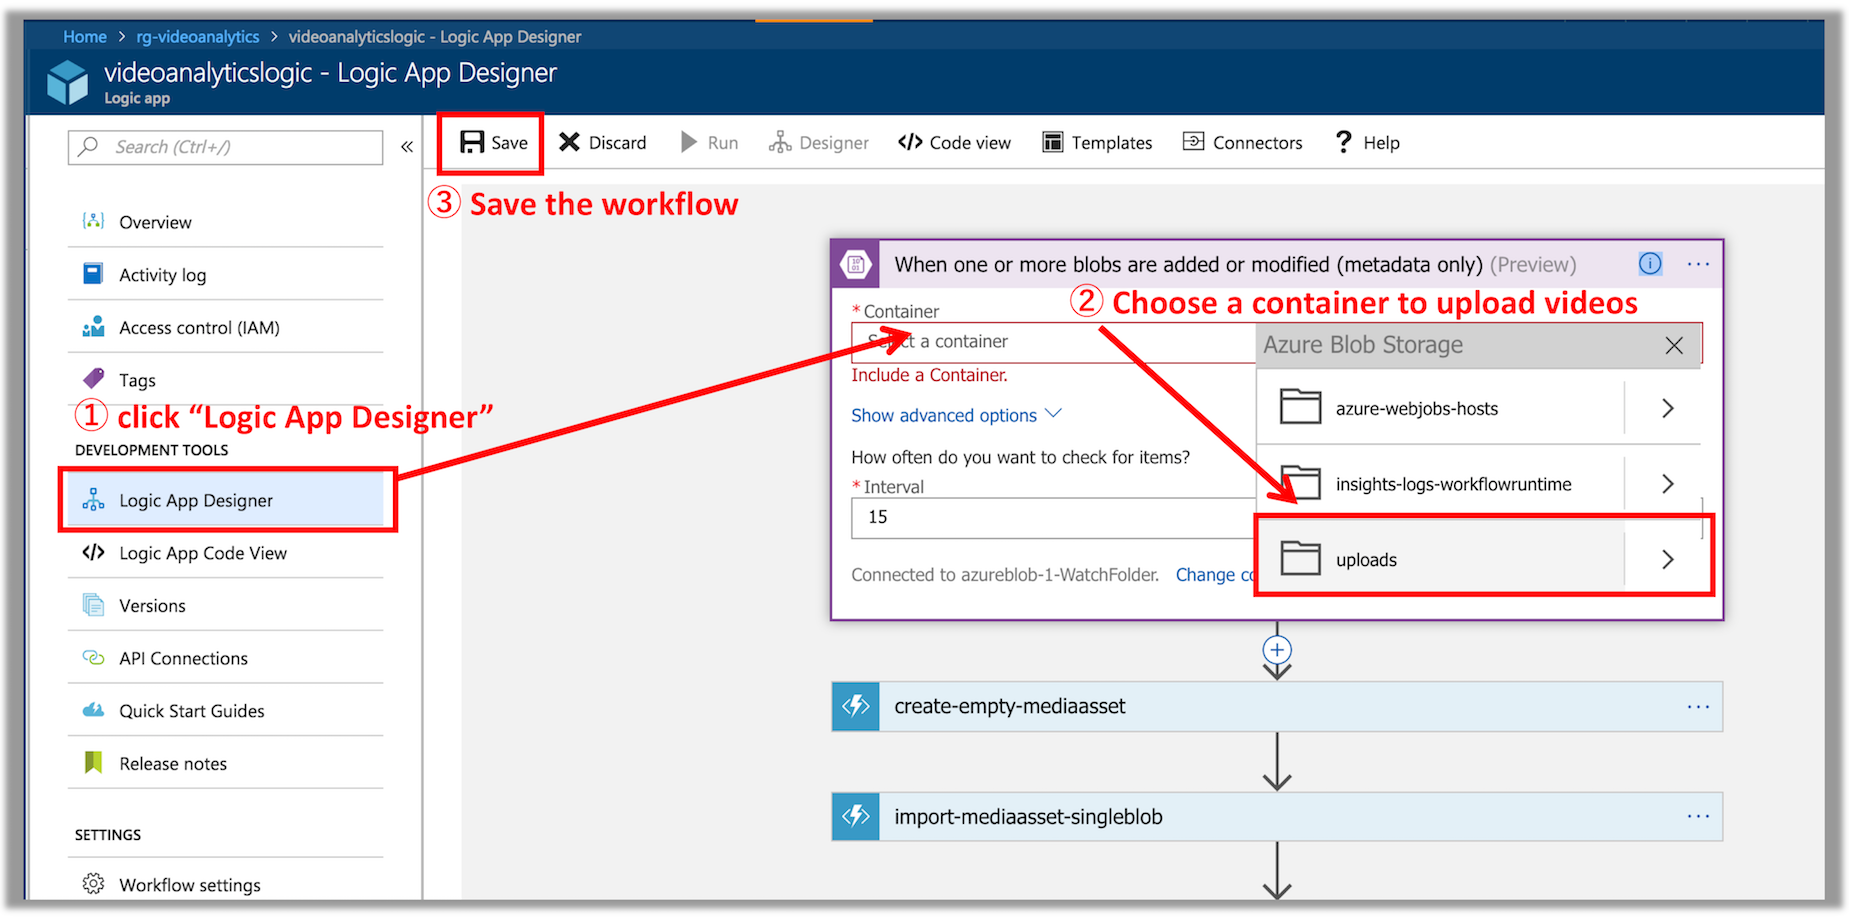 Home > rg-videoanalytics > videoanalyticslogic - Logic App Designer
videoanalyticslogic - Logic App Designer
Logic app
Search (Ctrl+/)
«
Save
Discard
Run
Designer
</> Code view
Templates
Connectors
? Help
③ Save the workflow
Overview
Activity log
Access control (IAM)
Tags
① click “Logic App Designer”
DEVELOPMENT TOOLS
Logic App Designer
</> Logic App Code View
Versions
API Connections
Quick Start Guides
Release notes
SETTINGS
Workflow settings
When one or more blobs are added or modified (metadata only) (Preview)
② Choose a container to upload videos
* Container
Select a container
Include a Container.
Show advanced options
How often do you want to check for items?
* Interval
15
Connected to azureblob-1-WatchFolder. Change
Azure Blob Storage
azure-webjobs-hosts
insights-logs-workflowruntime
uploads
create-empty-mediaasset
import-mediaasset-singleblob